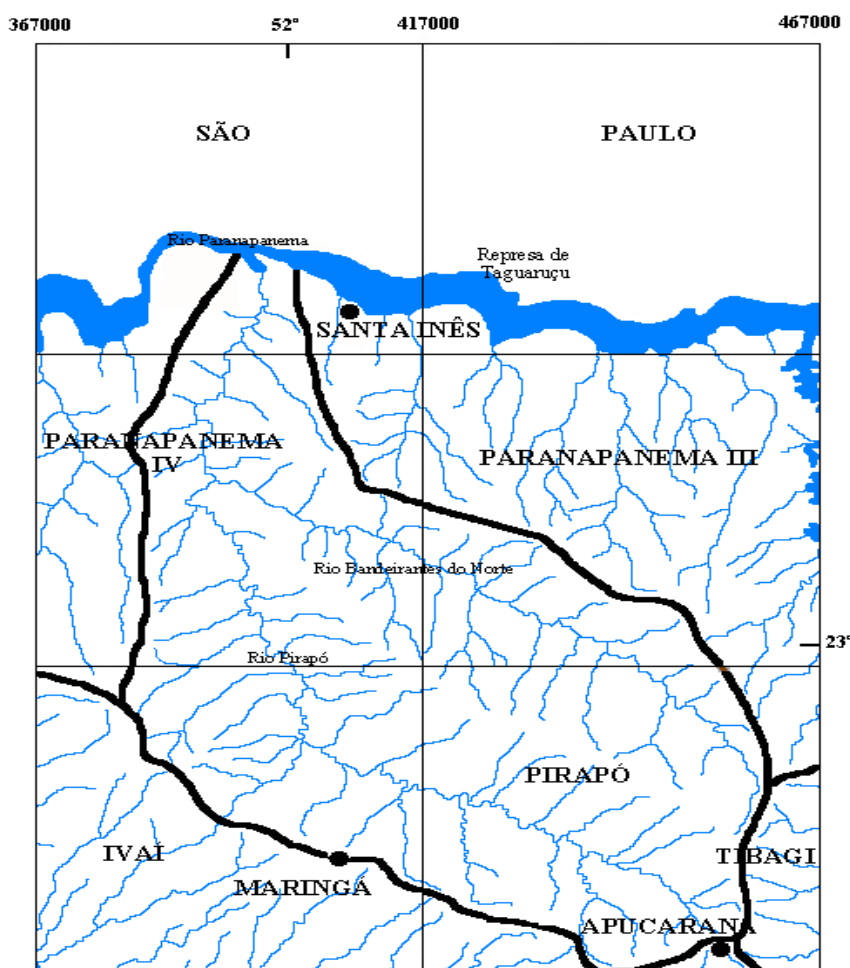 367000 52° 417000 467000
SÃO PAULO
Rio Paranapanema
Represa de
Taguaruçu
SANTA INÊS
PARANAPANEMA
IV
PARANAPANEMA III
Rio Bandeirantes do Norte
23°
Rio Pirapó
PIRAPÓ
IVAÍ
TIBAGI
MARINGÁ
APUCARANA